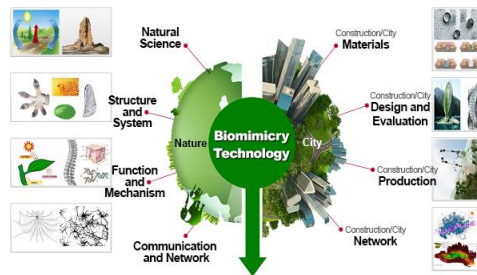 Natural
Science
Structure
and
System
Function
and
Mechanism
Communication
and Network
Nature
Biomimicry
Technology
City
Construction/City
Materials
Construction/City
Design and
Evaluation
Construction/City
Production
Construction/City
Network